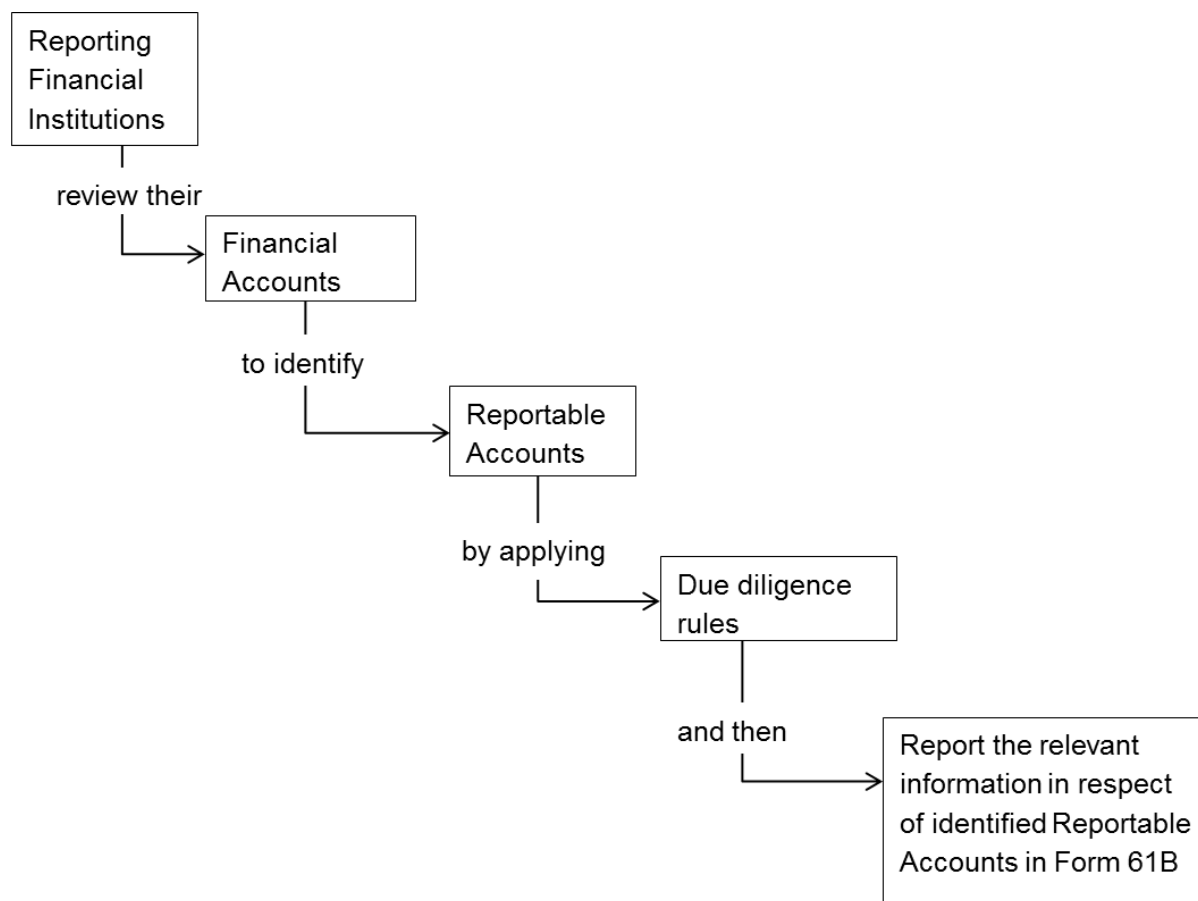 Reporting
Financial
Institutions
review their
Financial
Accounts
to identify
Reportable
Accounts
by applying
Due diligence
rules
and then
Report the relevant
information in respect
of identified Reportable
Accounts in Form 61B